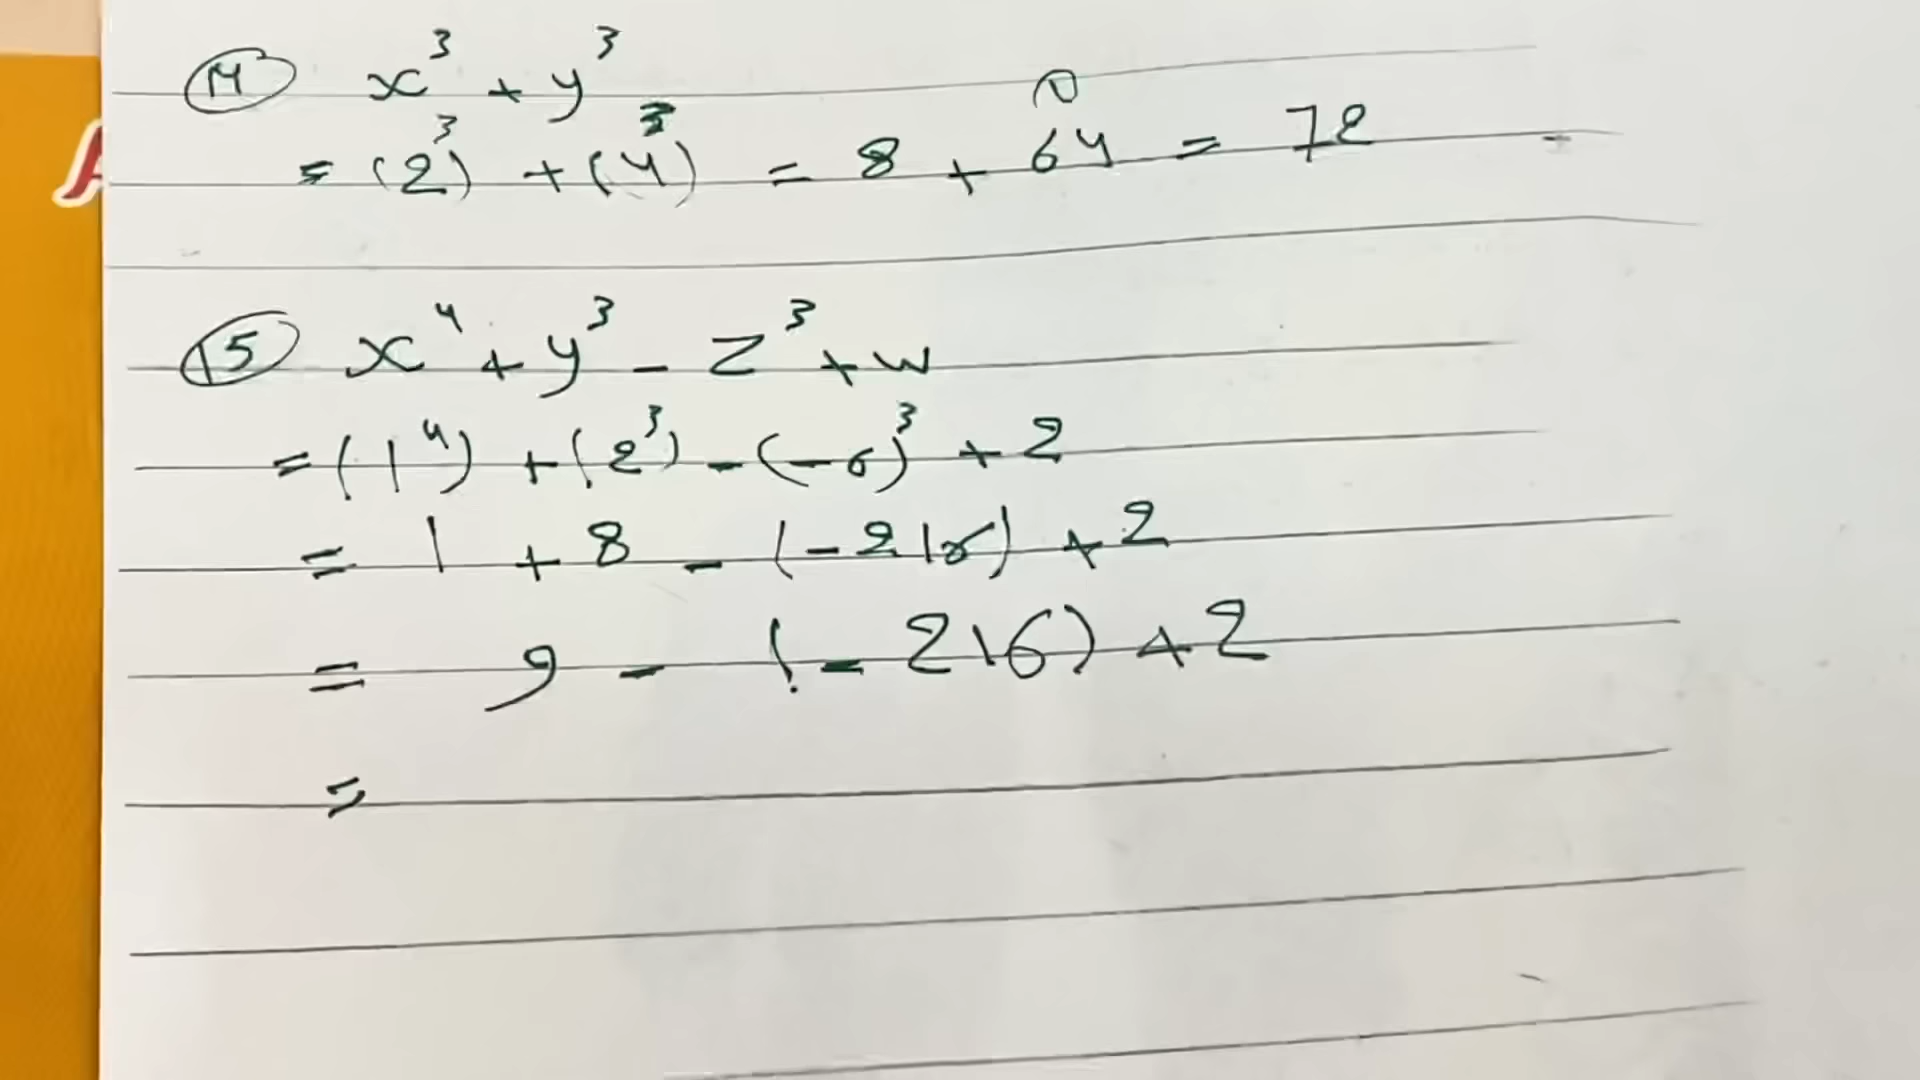 14 x³ + y³
= (2³) + (4³) = 8 + 64 = 72
15 x⁴ + y³ - z³ + w
= (1⁴) + (2³) - (-6)³ + 2
= 1 + 8 - (-216) + 2
= 9 - (-216) + 2
=